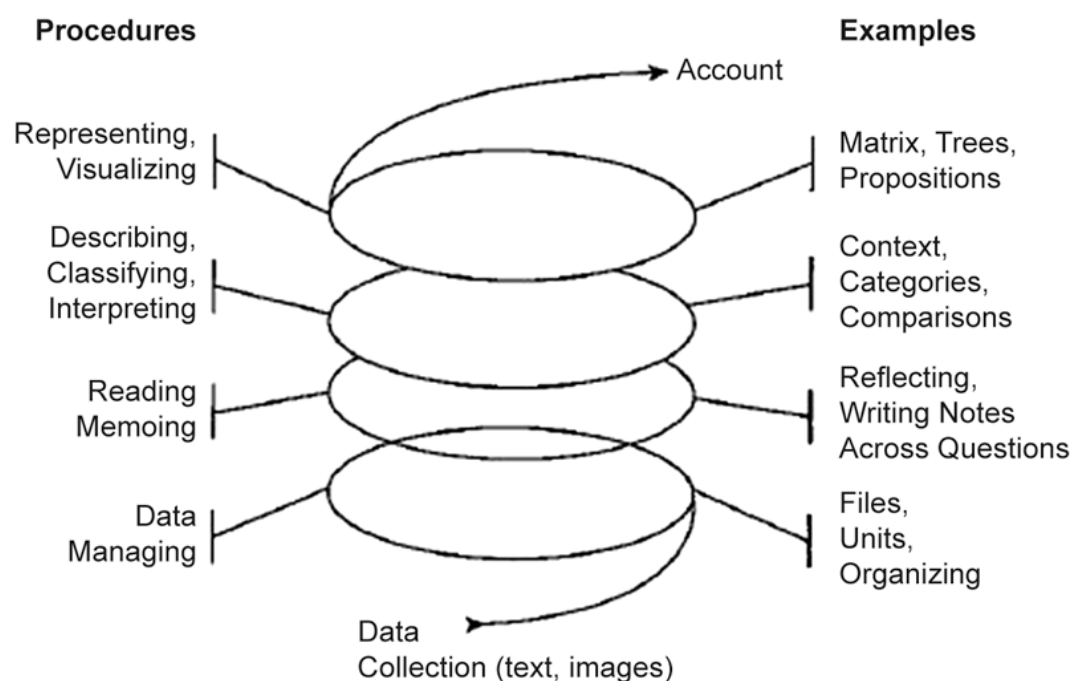 Procedures
Examples
Account
Representing,
Visualizing
Matrix, Trees,
Propositions
Describing,
Classifying,
Interpreting
Context,
Categories,
Comparisons
Reading
Memoing
Reflecting,
Writing Notes
Across Questions
Data
Managing
Files,
Units,
Organizing
Data
Collection (text, images)